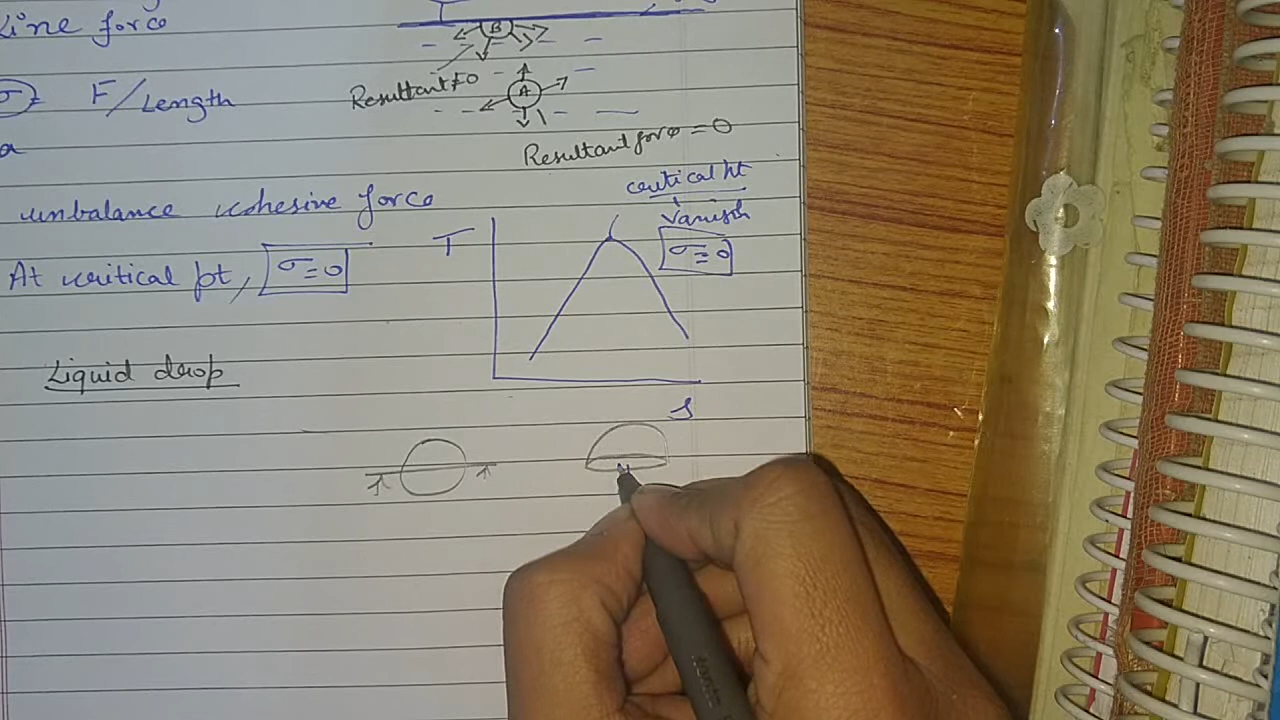 Line force
B
σ = F/Length
Resultant ≠ 0
A
a
Resultant force = 0
unbalance cohesive force
critical pt
Vanish
σ = 0
T
At critical pt, σ = 0
Liquid drop
s